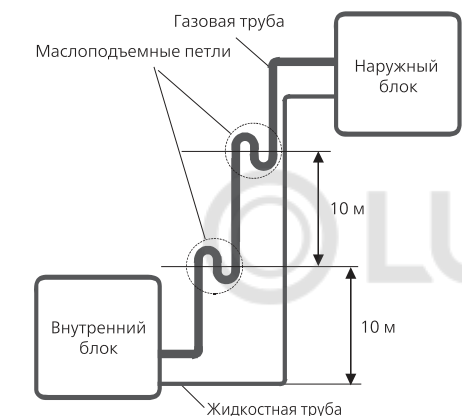 Газовая труба
Маслоподъемные петли
Наружный
блок
10 м
Внутренний
блок
10 м
Жидкостная труба